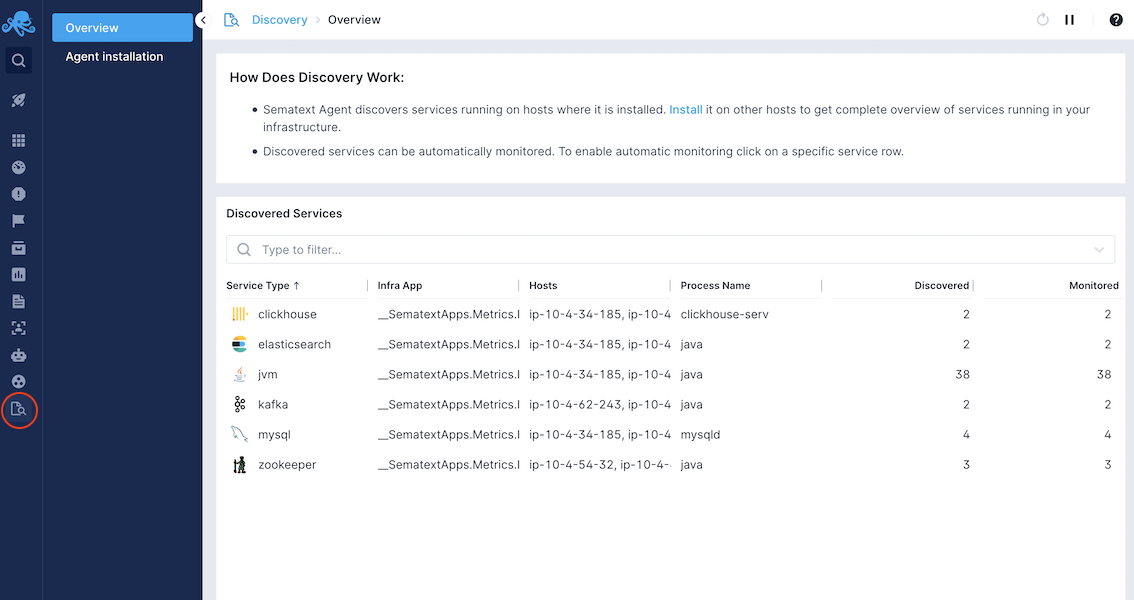 Overview
Agent installation
Discovery Overview
How Does Discovery Work:
Sematext Agent discovers services running on hosts where it is installed. Install it on other hosts to get complete overview of services running in your
infrastructure.
Discovered services can be automatically monitored. To enable automatic monitoring click on a specific service row.
Discovered Services
Type to filter...
Service Type ↑ Infra App Hosts Process Name Discovered Monitored
clickhouse __SematextApps.Metrics.I ip-10-4-34-185, ip-10-4 clickhouse-serv 2 2
elasticsearch __SematextApps.Metrics.I ip-10-4-34-185, ip-10-4 java 2 2
jvm __SematextApps.Metrics.I ip-10-4-34-185, ip-10-4 java 38 38
kafka __SematextApps.Metrics.I ip-10-4-62-243, ip-10-4 java 2 2
mysql __SematextApps.Metrics.I ip-10-4-34-185, ip-10-4 mysqld 4 4
zookeeper __SematextApps.Metrics.I ip-10-4-54-32, ip-10-4- java 3 3